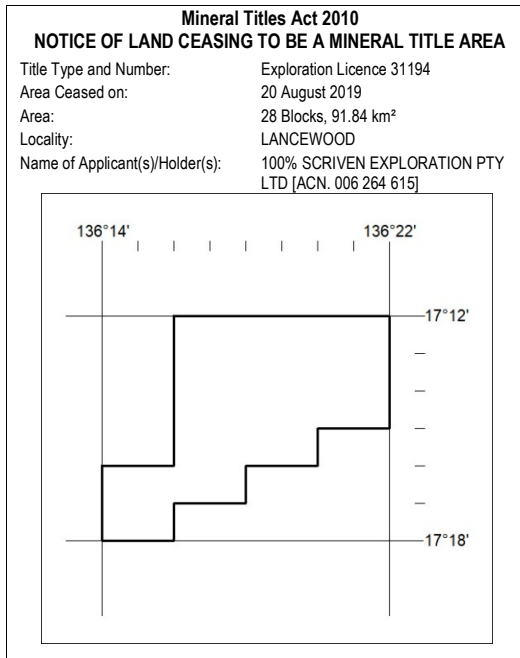 Mineral Titles Act 2010
NOTICE OF LAND CEASING TO BE A MINERAL TITLE AREA
Title Type and Number: Exploration Licence 31194
Area Ceased on: 20 August 2019
Area: 28 Blocks, 91.84 km²
Locality: LANCEWOOD
Name of Applicant(s)/Holder(s): 100% SCRIVEN EXPLORATION PTY
LTD [ACN. 006 264 615]
136°14' 136°22'
17°12'
17°18'